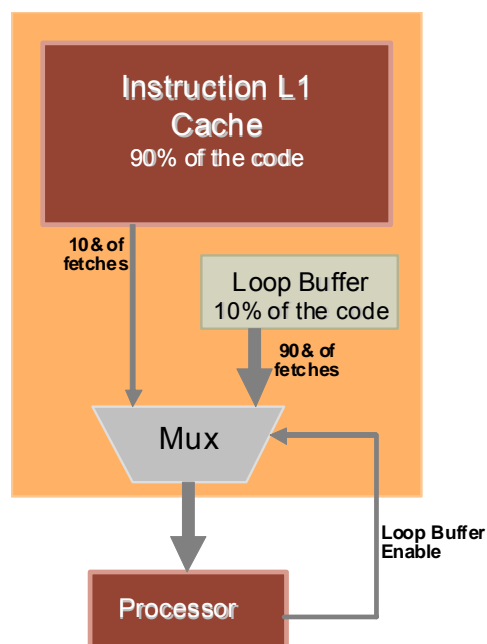 Instruction L1
Cache
90% of the code
10& of
fetches
Loop Buffer
10% of the code
90& of
fetches
Mux
Loop Buffer
Enable
Processor